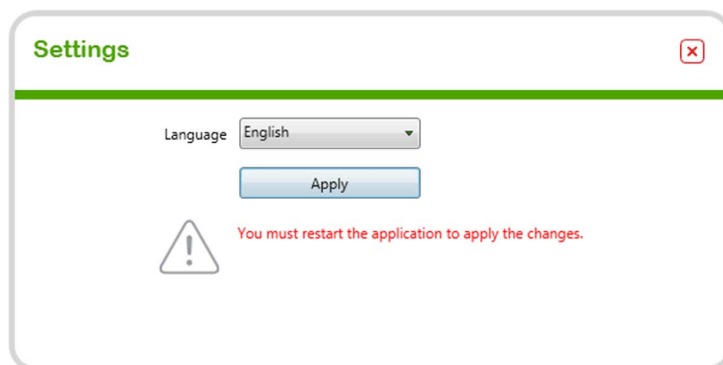 Settings
Language English
Apply
You must restart the application to apply the changes.